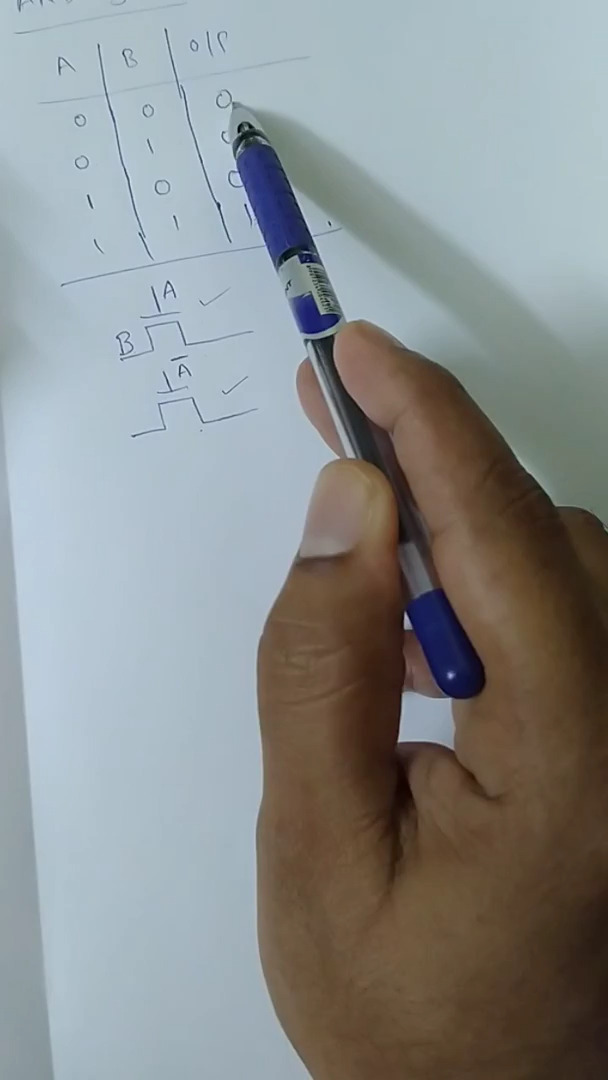 A B O/P
0 0 0
0 1 0
1 0 0
1 1 1
A
B
A̅